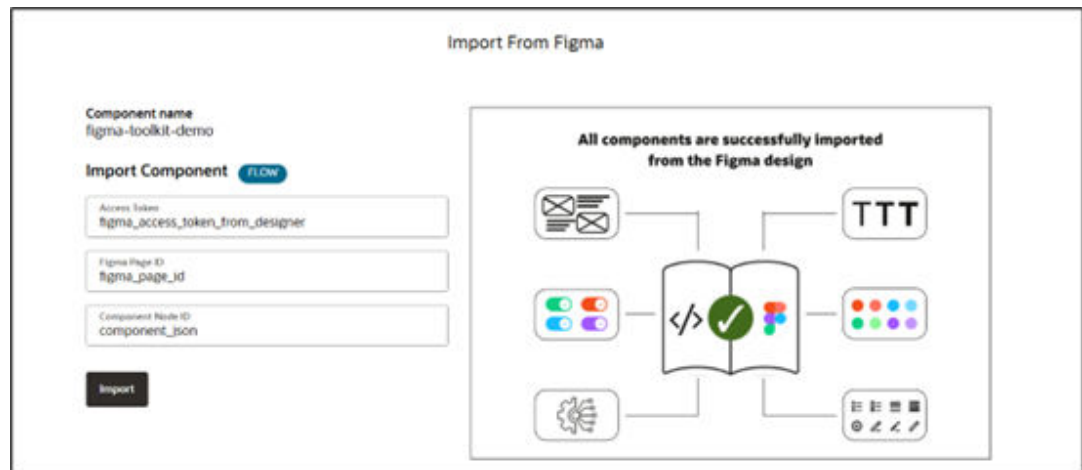 Import From Figma
Component name
figma-toolkit-demo
Import Component FLOW
Access Token
figma_access_token_from_designer
Figma Page ID
figma_page_id
Component Node ID
component_json
Import
All components are successfully imported
from the Figma design
TTT
</>